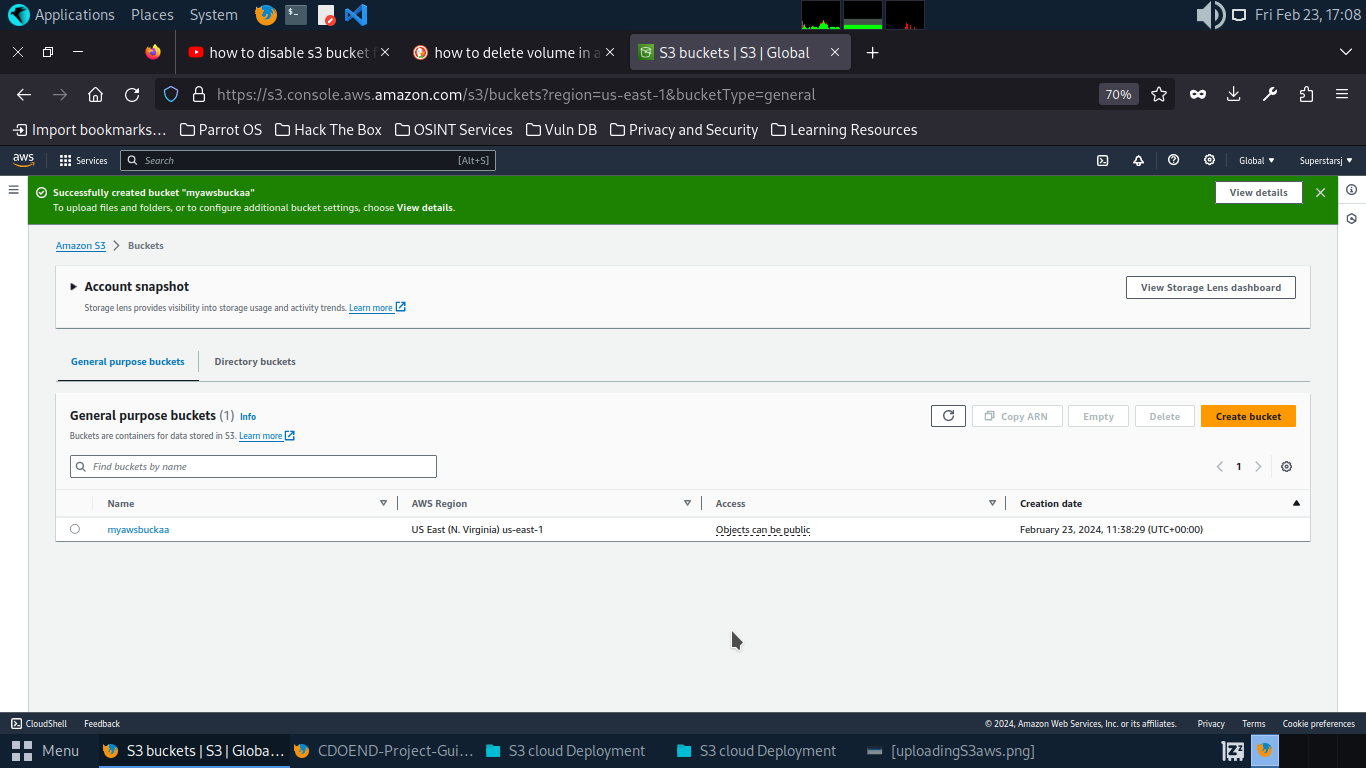 Applications Places System Fri Feb 23, 17:08
how to disable s3 bucket f how to delete volume in a S3 buckets | S3 | Global
https://s3.console.aws.amazon.com/s3/buckets?region=us-east-1&bucketType=general 70%
Import bookmarks... Parrot OS Hack The Box OSINT Services Vuln DB Privacy and Security Learning Resources
aws Services Search [Alt+S] Global Superstarsj
Successfully created bucket "myawsbuckaa"
To upload files and folders, or to configure additional bucket settings, choose View details.
View details
Amazon S3 Buckets
Account snapshot
Storage lens provides visibility into storage usage and activity trends. Learn more
View Storage Lens dashboard
General purpose buckets Directory buckets
General purpose buckets (1) Info
Buckets are containers for data stored in S3. Learn more
Copy ARN Empty Delete Create bucket
Find buckets by name 1
Name AWS Region Access Creation date
myawsbuckaa US East (N. Virginia) us-east-1 Objects can be public February 23, 2024, 11:38:29 (UTC+00:00)
CloudShell Feedback © 2024, Amazon Web Services, Inc. or its affiliates. Privacy Terms Cookie preferences
Menu S3 buckets | S3 | Globa... CDOEND-Project-Gui... S3 cloud Deployment S3 cloud Deployment [uploadingS3aws.png]